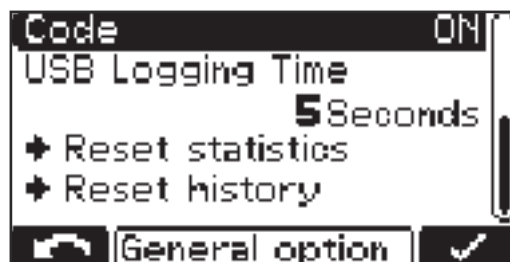 Code ON
USB Logging Time
5 Seconds
Reset statistics
Reset history
General option